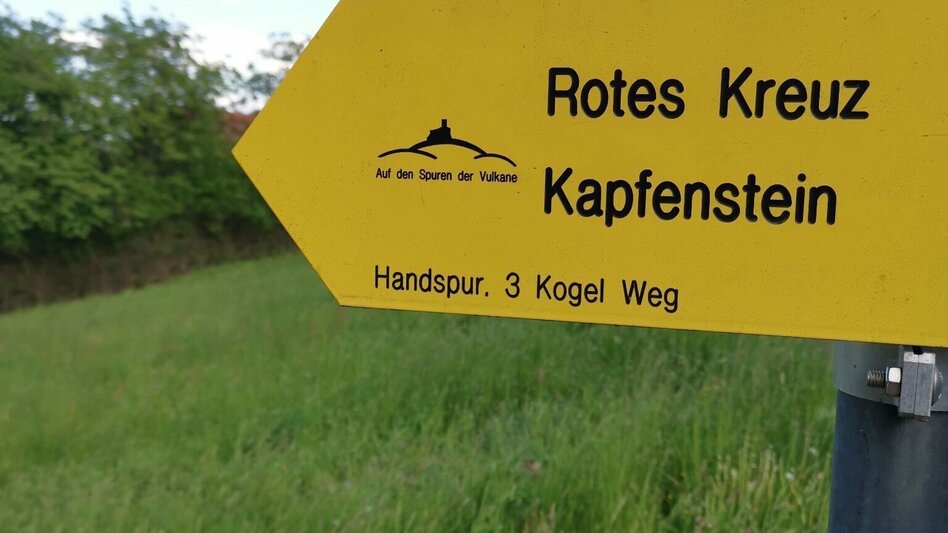 Rotes Kreuz
Auf den Spuren der Vulkane
Kapfenstein
Handspur, 3 Kogel Weg